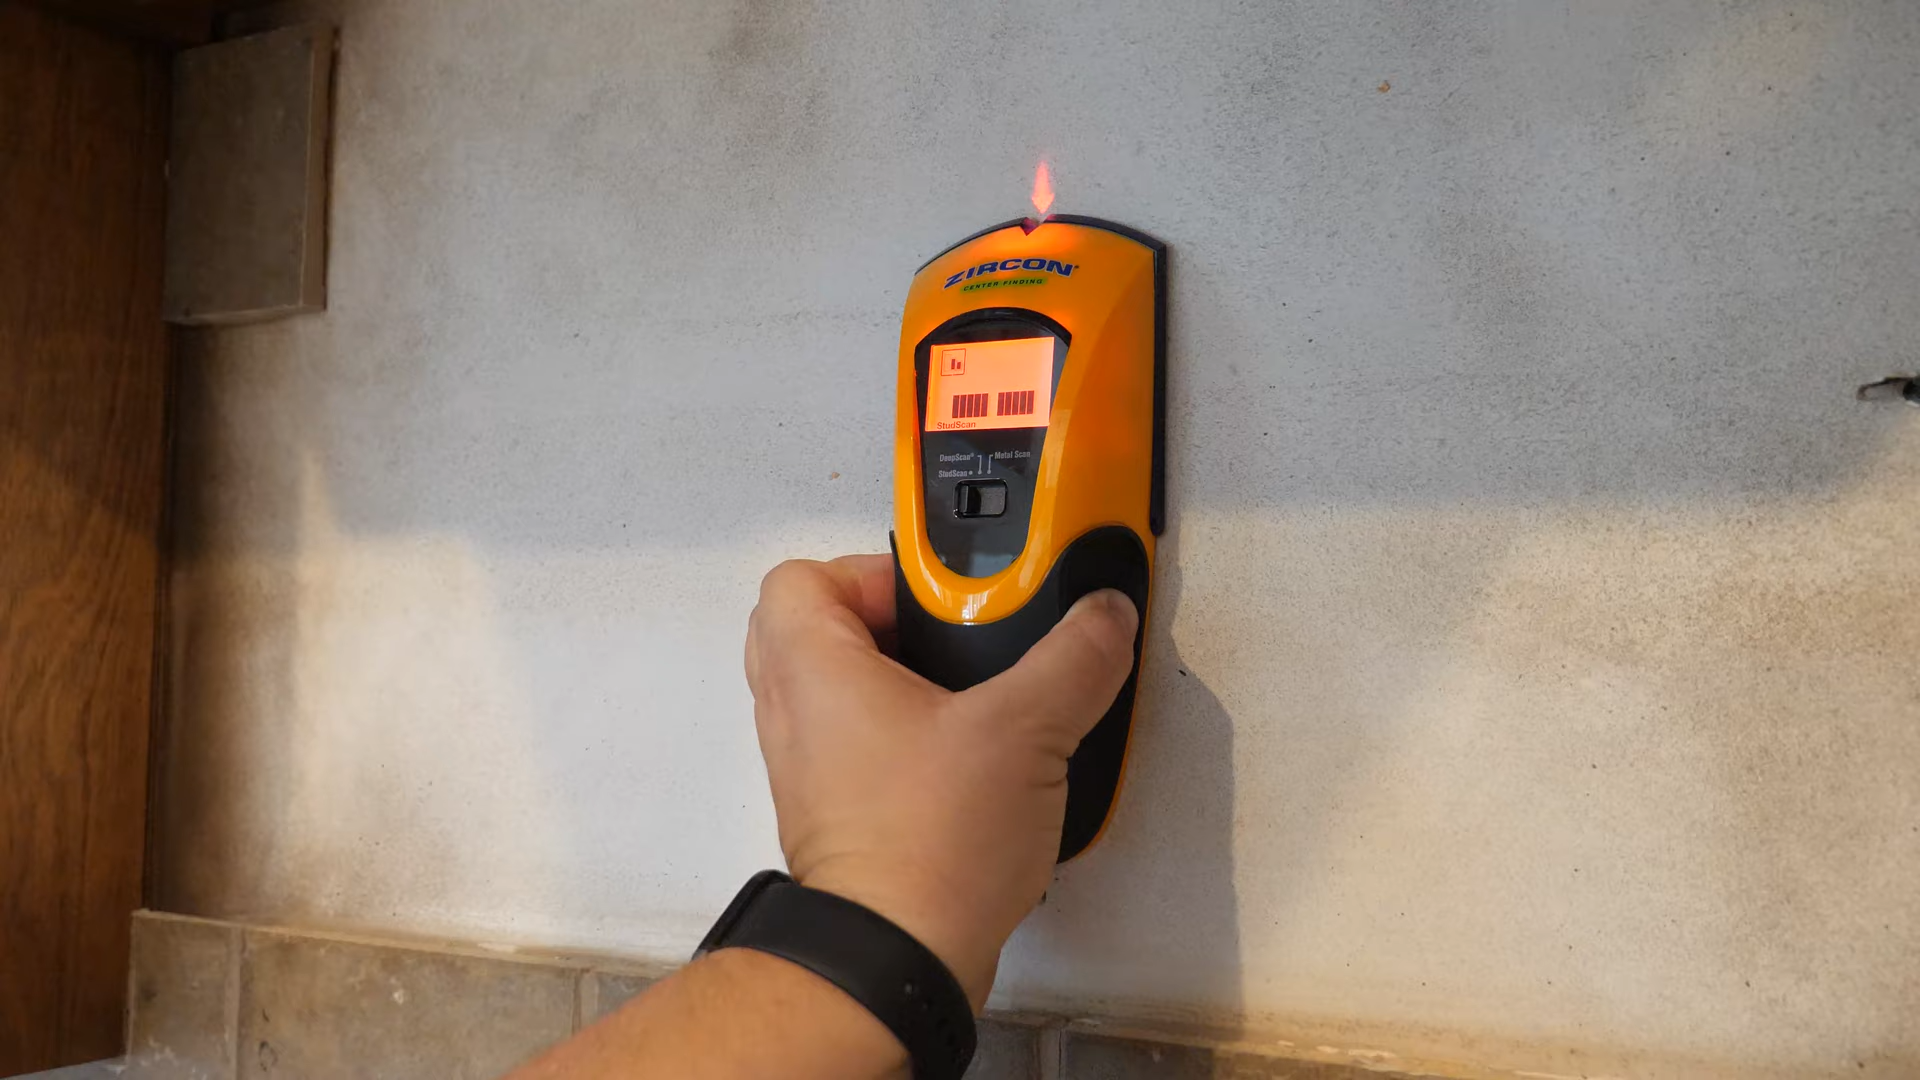 ZIRCON®
CENTER FINDING
StudScan
DeepScan® Metal Scan
StudScan